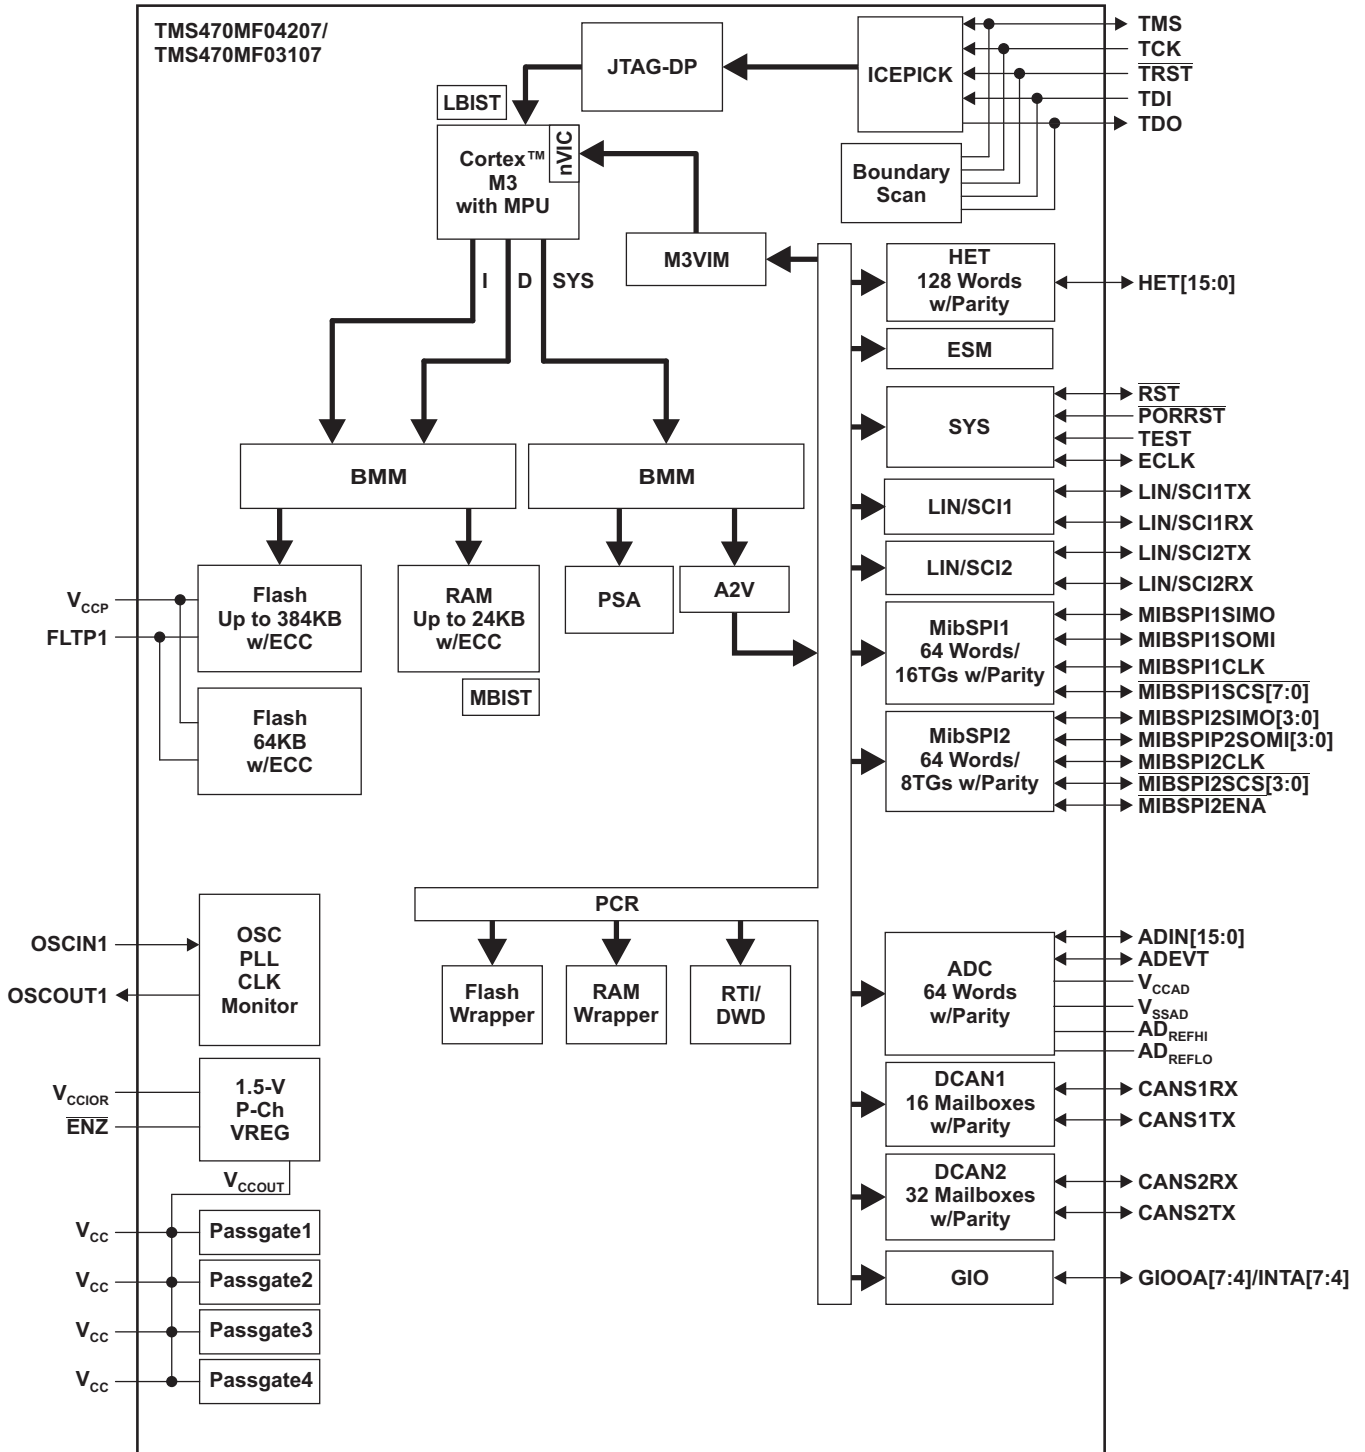 TMS470MF04207/
TMS470MF03107
JTAG-DP
ICEPICK
TMS
TCK
TRST
TDI
TDO
LBIST
Cortex™
M3
with MPU
nVIC
Boundary
Scan
M3VIM
I
D
SYS
HET
128 Words
w/Parity
HET[15:0]
ESM
SYS
RST
PORRST
TEST
ECLK
BMM
BMM
LIN/SCI1
LIN/SCI1TX
LIN/SCI1RX
LIN/SCI2
LIN/SCI2TX
LIN/SCI2RX
VCCP
FLTP1
Flash
Up to 384KB
w/ECC
RAM
Up to 24KB
w/ECC
PSA
A2V
MBIST
Flash
64KB
w/ECC
MibSPI1
64 Words/
16TGs w/Parity
MIBSPI1SIMO
MIBSPI1SOMI
MIBSPI1CLK
MIBSPI1SCS[7:0]
MibSPI2
64 Words/
8TGs w/Parity
MIBSPI2SIMO[3:0]
MIBSPIP2SOMI[3:0]
MIBSPI2CLK
MIBSPI2SCS[3:0]
MIBSPI2ENA
PCR
OSCIN1
OSCOUT1
OSC
PLL
CLK
Monitor
Flash
Wrapper
RAM
Wrapper
RTI/
DWD
ADC
64 Words
w/Parity
ADIN[15:0]
ADEVT
VCCAD
VSSAD
ADREFHI
ADREFLO
VCCIOR
ENZ
1.5-V
P-Ch
VREG
VCCOUT
DCAN1
16 Mailboxes
w/Parity
CANS1RX
CANS1TX
DCAN2
32 Mailboxes
w/Parity
CANS2RX
CANS2TX
VCC
Passgate1
VCC
Passgate2
VCC
Passgate3
VCC
Passgate4
GIO
GIOOA[7:4]/INTA[7:4]